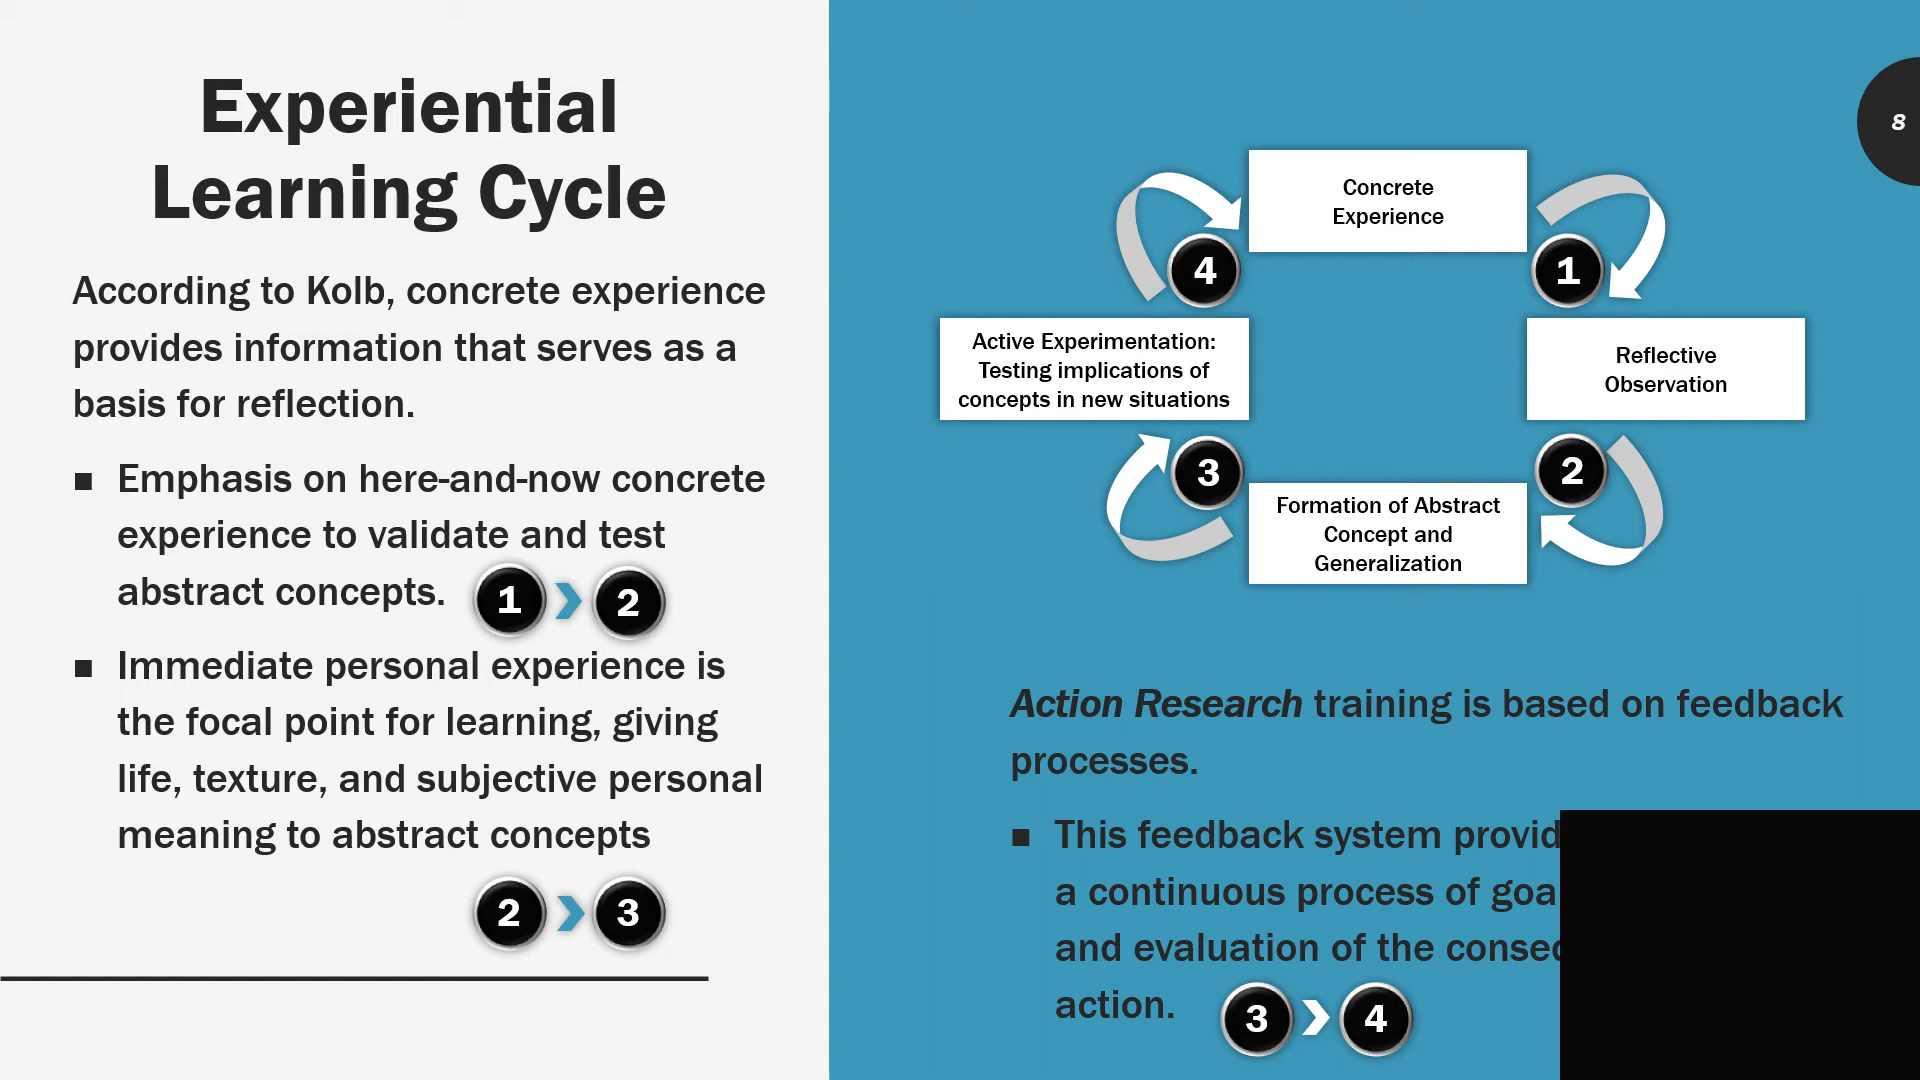 Experiential
Learning Cycle
According to Kolb, concrete experience
provides information that serves as a
basis for reflection.
■ Emphasis on here-and-now concrete
experience to validate and test
abstract concepts.
1 2
■ Immediate personal experience is
the focal point for learning, giving
life, texture, and subjective personal
meaning to abstract concepts
2 3
8
Concrete
Experience
4
1
Active Experimentation:
Testing implications of
concepts in new situations
Reflective
Observation
3
2
Formation of Abstract
Concept and
Generalization
Action Research training is based on feedback
processes.
■ This feedback system
a continuous process of
and evaluation of the
action.
3 4